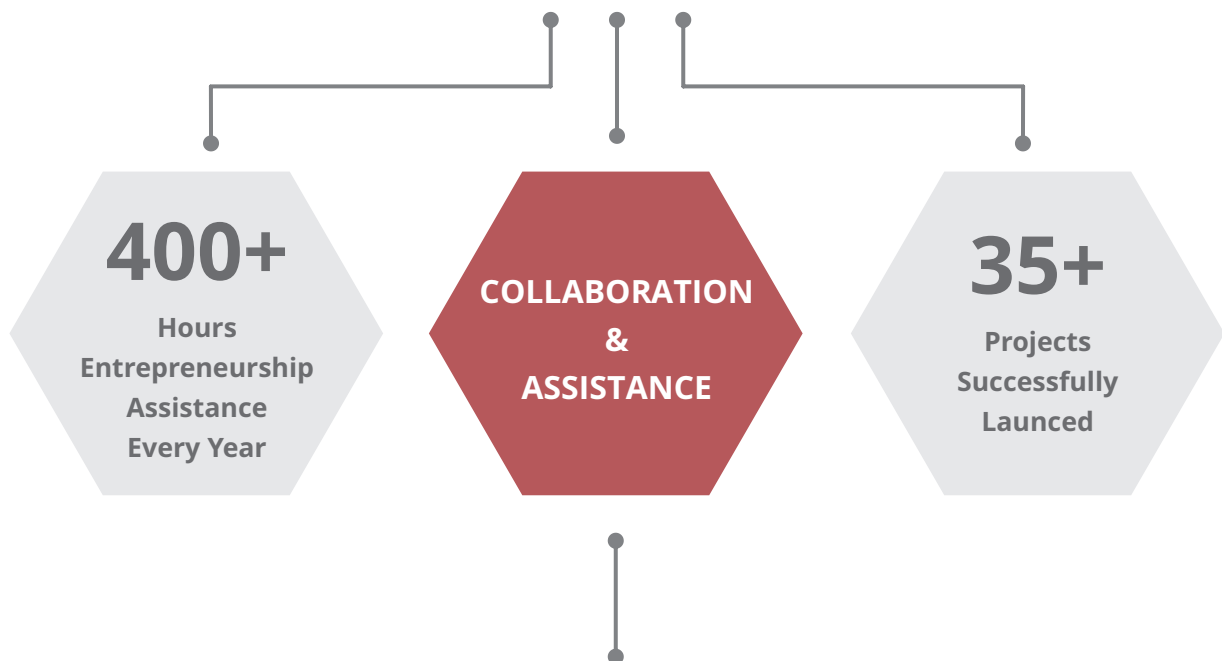 400+
Hours
Entrepreneurship
Assistance
Every Year
COLLABORATION
&
ASSISTANCE
35+
Projects
Successfully
Launced